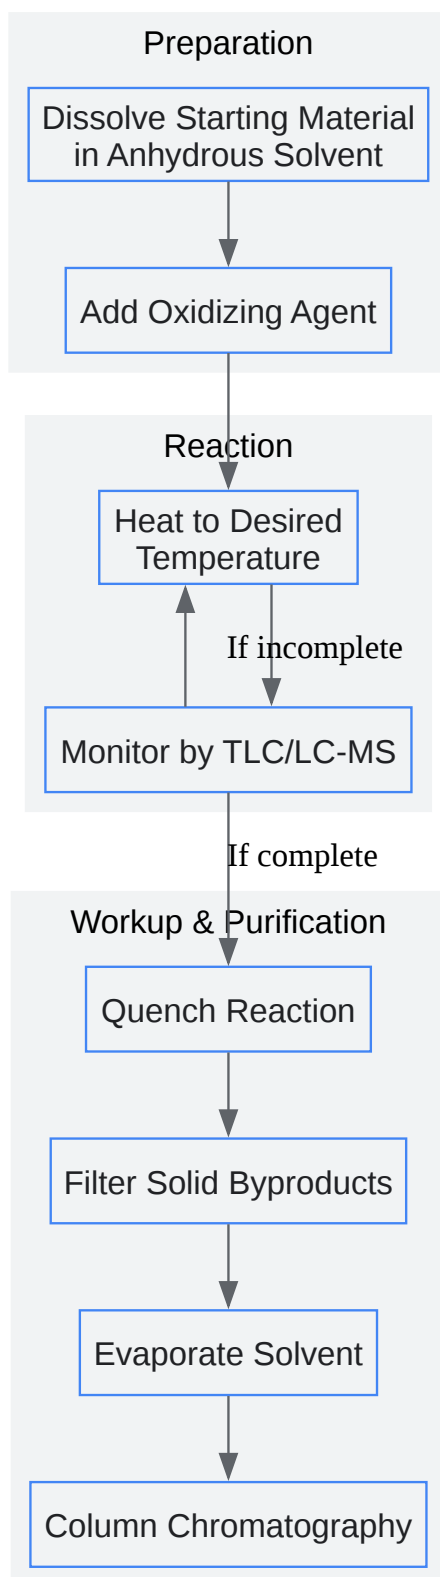 Preparation
Dissolve Starting Material
in Anhydrous Solvent
Add Oxidizing Agent
Reaction
Heat to Desired
Temperature
If incomplete
Monitor by TLC/LC-MS
If complete
Workup & Purification
Quench Reaction
Filter Solid Byproducts
Evaporate Solvent
Column Chromatography